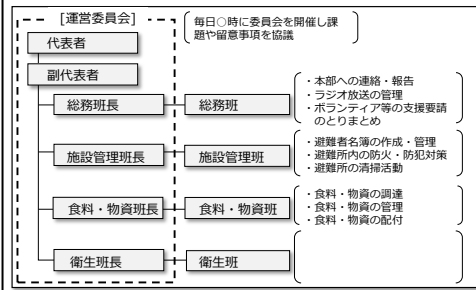 [運営委員会]
毎日○時に委員会を開催し課
題や留意事項を協議
代表者
副代表者
総務班長
総務班
・本部への連絡・報告
・ラジオ放送の管理
・ボランティア等の支援要請
のとりまとめ
施設管理班長
施設管理班
・避難者名簿の作成・管理
・避難所内の防火・防犯対策
・避難所の清掃活動
食料・物資班長
食料・物資班
・食料・物資の調達
・食料・物資の管理
・食料・物資の配付
衛生班長
衛生班